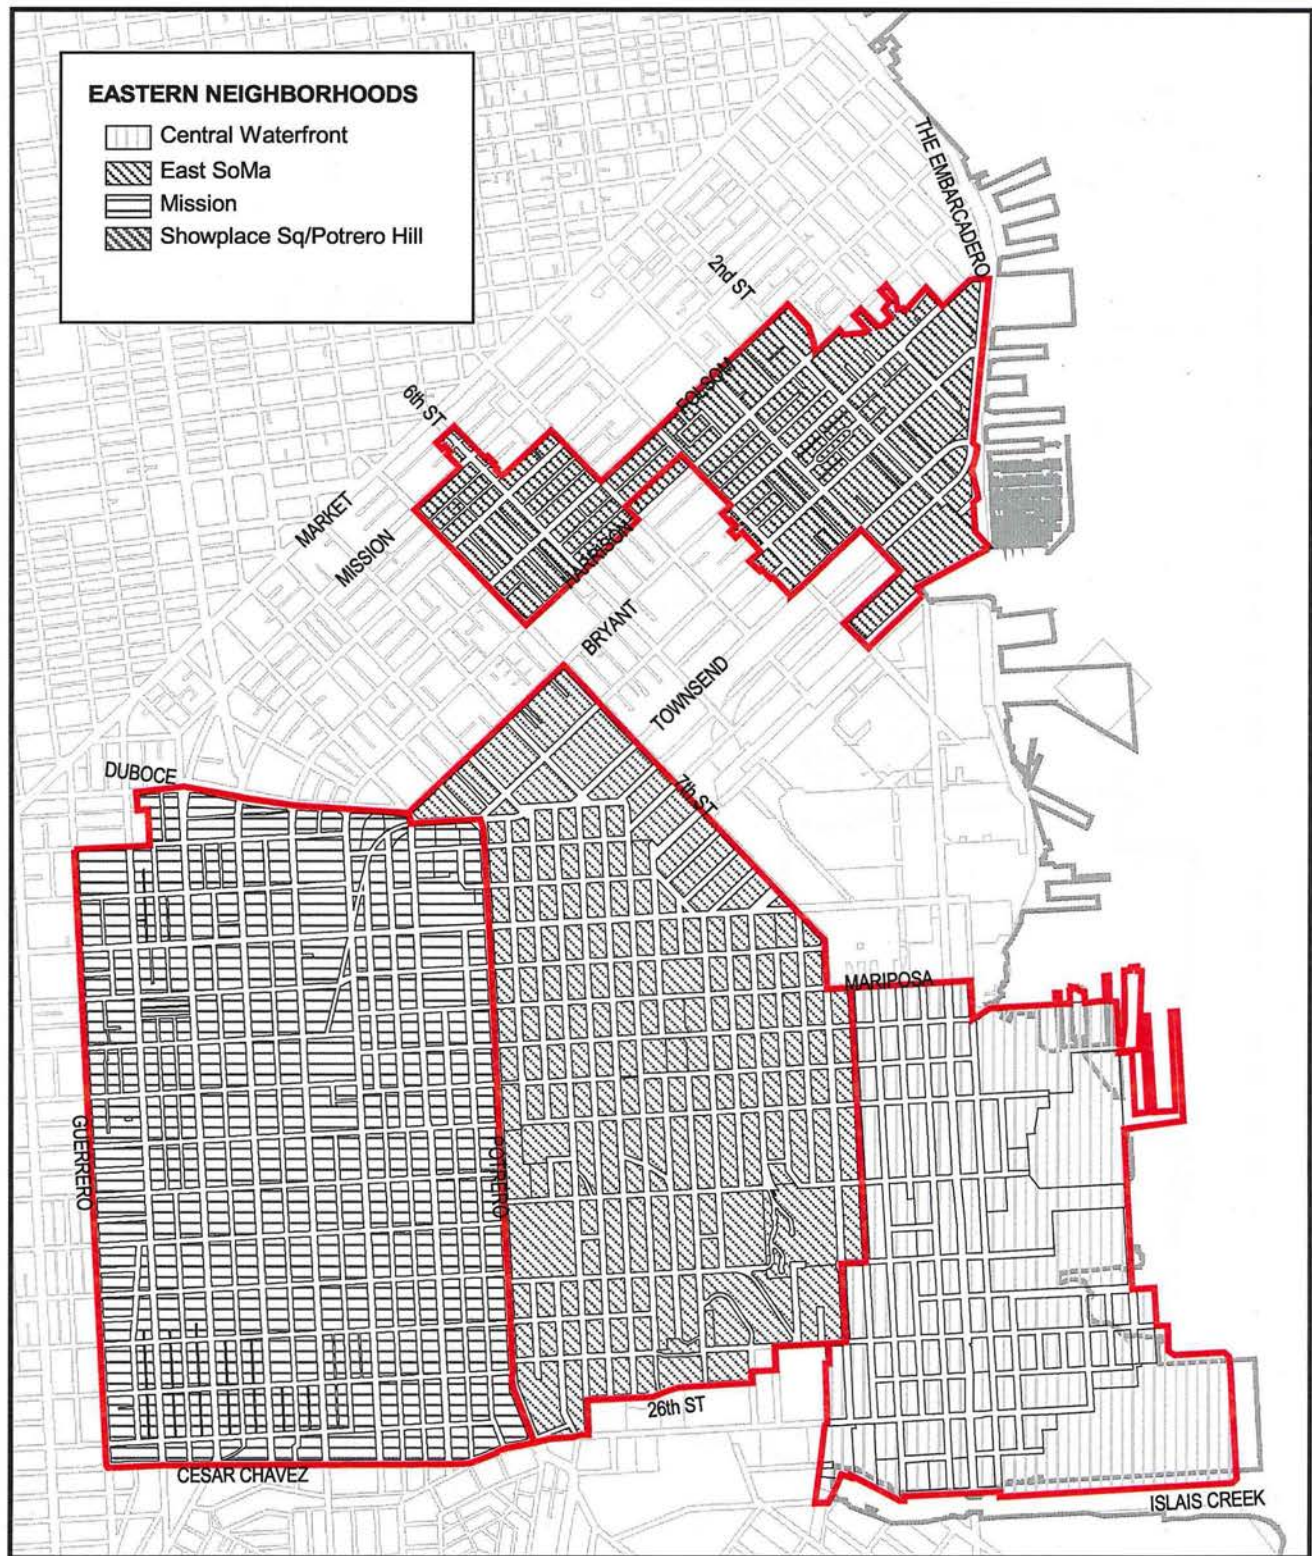 EASTERN NEIGHBORHOODS
Central Waterfront
East SoMa
Mission
Showplace Sq/Potrero Hill
THE EMBARCADERO
2nd ST
FOLSOM
6th ST
MARKET
MISSION
HARRISON
BRYANT
TOWNSEND
DUBOCE
7th ST
MARIPOSA
GUERRERO
POTRERO
26th ST
CESAR CHAVEZ
ISLAIS CREEK